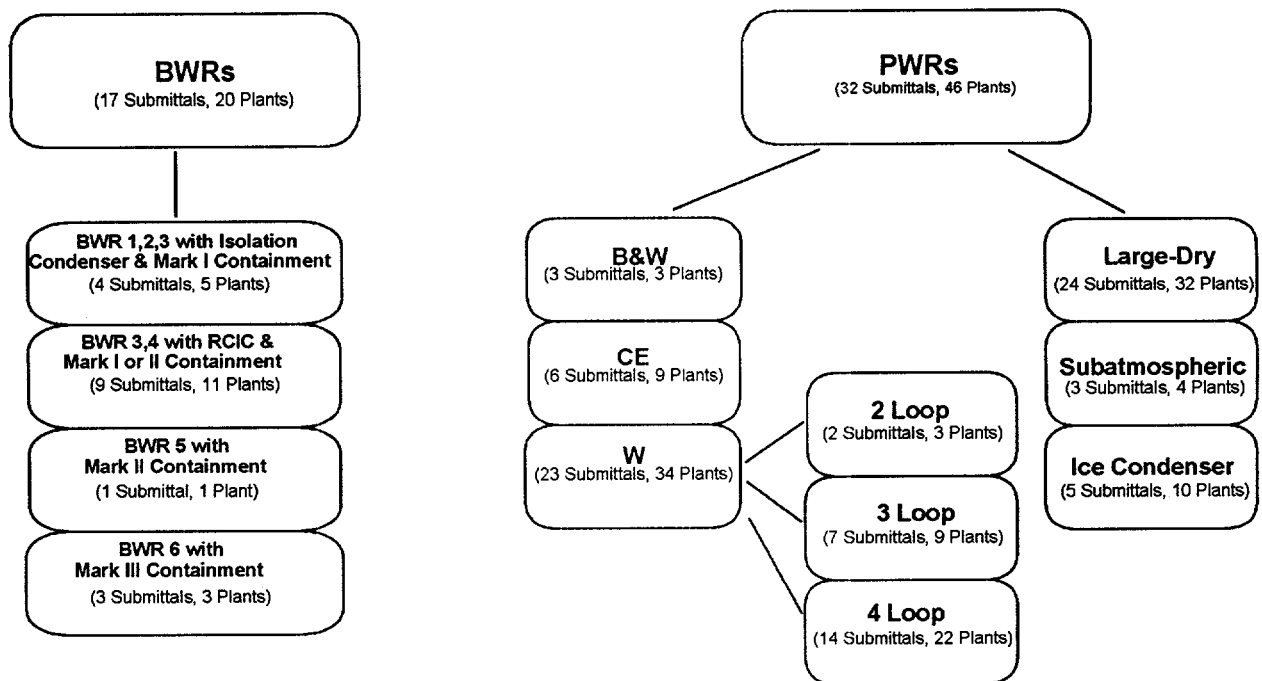 BWRs
(17 Submittals, 20 Plants)
BWR 1,2,3 with Isolation
Condenser & Mark I Containment
(4 Submittals, 5 Plants)
BWR 3,4 with RCIC &
Mark I or II Containment
(9 Submittals, 11 Plants)
BWR 5 with
Mark II Containment
(1 Submittal, 1 Plant)
BWR 6 with
Mark III Containment
(3 Submittals, 3 Plants)
PWRs
(32 Submittals, 46 Plants)
B&W
(3 Submittals, 3 Plants)
CE
(6 Submittals, 9 Plants)
W
(23 Submittals, 34 Plants)
2 Loop
(2 Submittals, 3 Plants)
3 Loop
(7 Submittals, 9 Plants)
4 Loop
(14 Submittals, 22 Plants)
Large-Dry
(24 Submittals, 32 Plants)
Subatmospheric
(3 Submittals, 4 Plants)
Ice Condenser
(5 Submittals, 10 Plants)